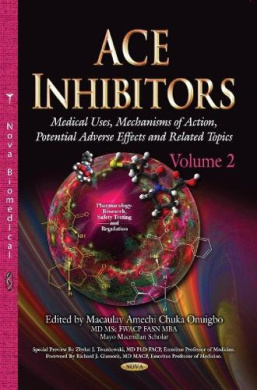 ACE
INHIBITORS
Medical Uses, Mechanisms of Action,
Potential Adverse Effects and Related Topics
Volume 2
Nova Biomedical
Pharmacology-
Research,
Safety Testing
and
Regulation
Edited by Macaulay Amechi Chuka Onuigbo
MD MSc FWACP FASN MBA
Mayo Macmillan Scholar
Special Preview By Zbylut J. Twardowski, MD PhD FACP, Emeritus Professor of Medicine.
Foreword By Richard J. Glassock, MD MACP, Emeritus Professor of Medicine.
NOVA